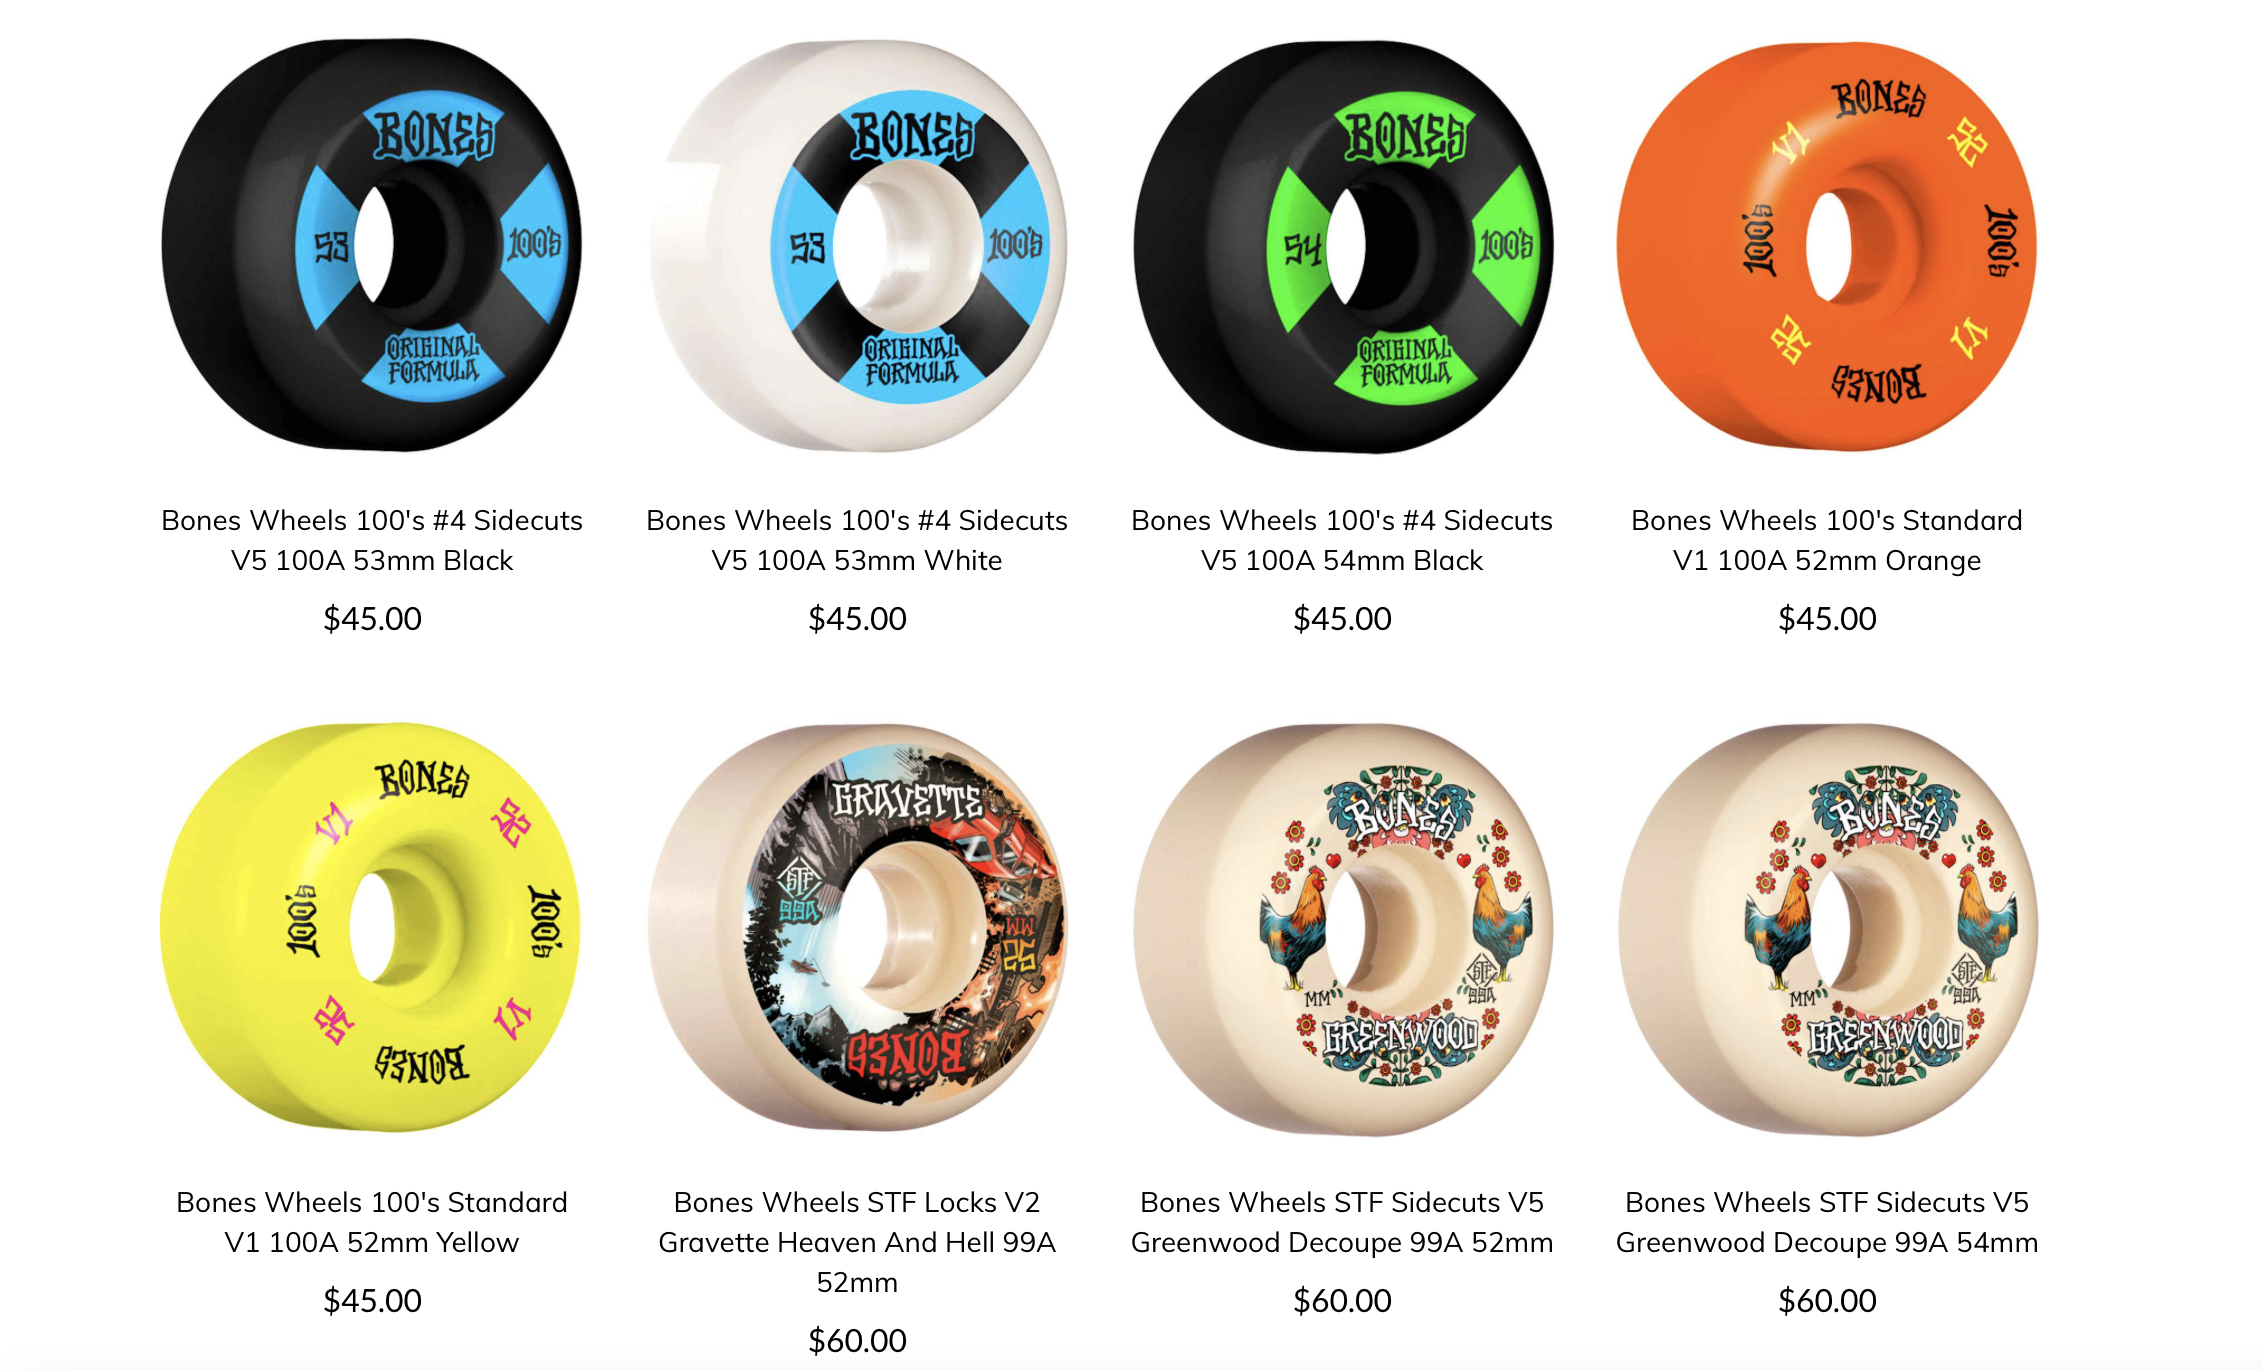 BONES
53
100's
ORIGINAL
FORMULA
BONES
53
100's
ORIGINAL
FORMULA
BONES
54
100's
ORIGINAL
FORMULA
BONES
V1
52
100's
100's
52
V1
BONES
Bones Wheels 100's #4 Sidecuts
V5 100A 53mm Black
$45.00
Bones Wheels 100's #4 Sidecuts
V5 100A 53mm White
$45.00
Bones Wheels 100's #4 Sidecuts
V5 100A 54mm Black
$45.00
Bones Wheels 100's Standard
V1 100A 52mm Orange
$45.00
BONES
V1
52
100's
100's
52
V1
BONES
GRAVETTE
STF
99A
MM
52
BONES
BONES
STF
99A
MM
GREENWOOD
BONES
STF
99A
MM
GREENWOOD
Bones Wheels 100's Standard
V1 100A 52mm Yellow
$45.00
Bones Wheels STF Locks V2
Gravette Heaven And Hell 99A
52mm
$60.00
Bones Wheels STF Sidecuts V5
Greenwood Decoupe 99A 52mm
$60.00
Bones Wheels STF Sidecuts V5
Greenwood Decoupe 99A 54mm
$60.00